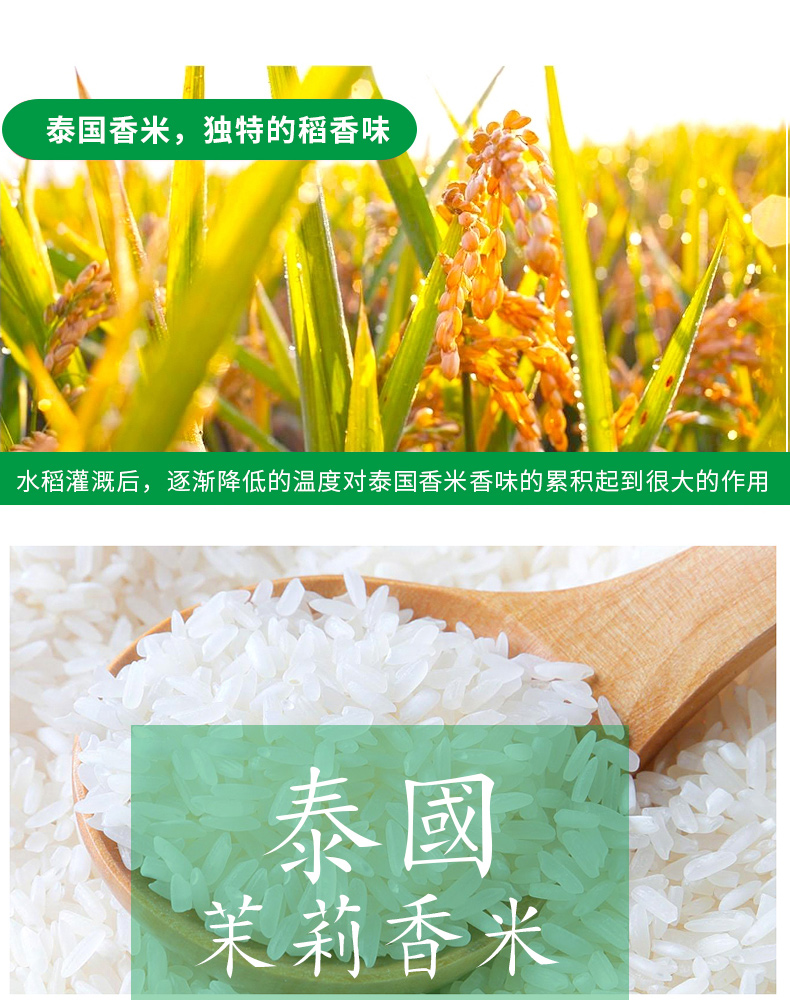 泰国香米，独特的稻香味
水稻灌溉后，逐渐降低的温度对泰国香米香味的累积起到很大的作用
泰國
茉莉香米